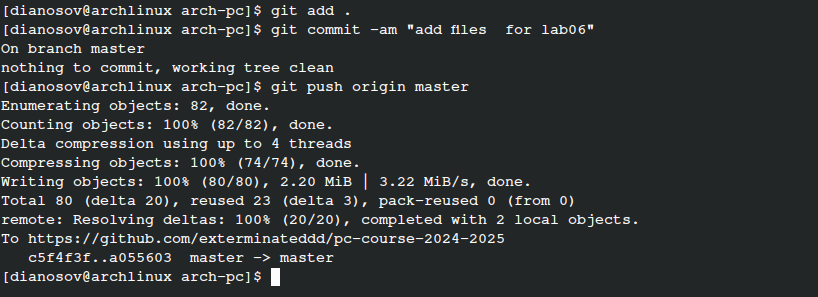 [dianosov@archlinux arch-pc]$ git add .
[dianosov@archlinux arch-pc]$ git commit -am "add files  for lab06"
On branch master
nothing to commit, working tree clean
[dianosov@archlinux arch-pc]$ git push origin master
Enumerating objects: 82, done.
Counting objects: 100% (82/82), done.
Delta compression using up to 4 threads
Compressing objects: 100% (74/74), done.
Writing objects: 100% (80/80), 2.20 MiB | 3.22 MiB/s, done.
Total 80 (delta 20), reused 23 (delta 3), pack-reused 0 (from 0)
remote: Resolving deltas: 100% (20/20), completed with 2 local objects.
To https://github.com/exterminateddd/pc-course-2024-2025
   c5f4f3f..a055603  master -> master
[dianosov@archlinux arch-pc]$